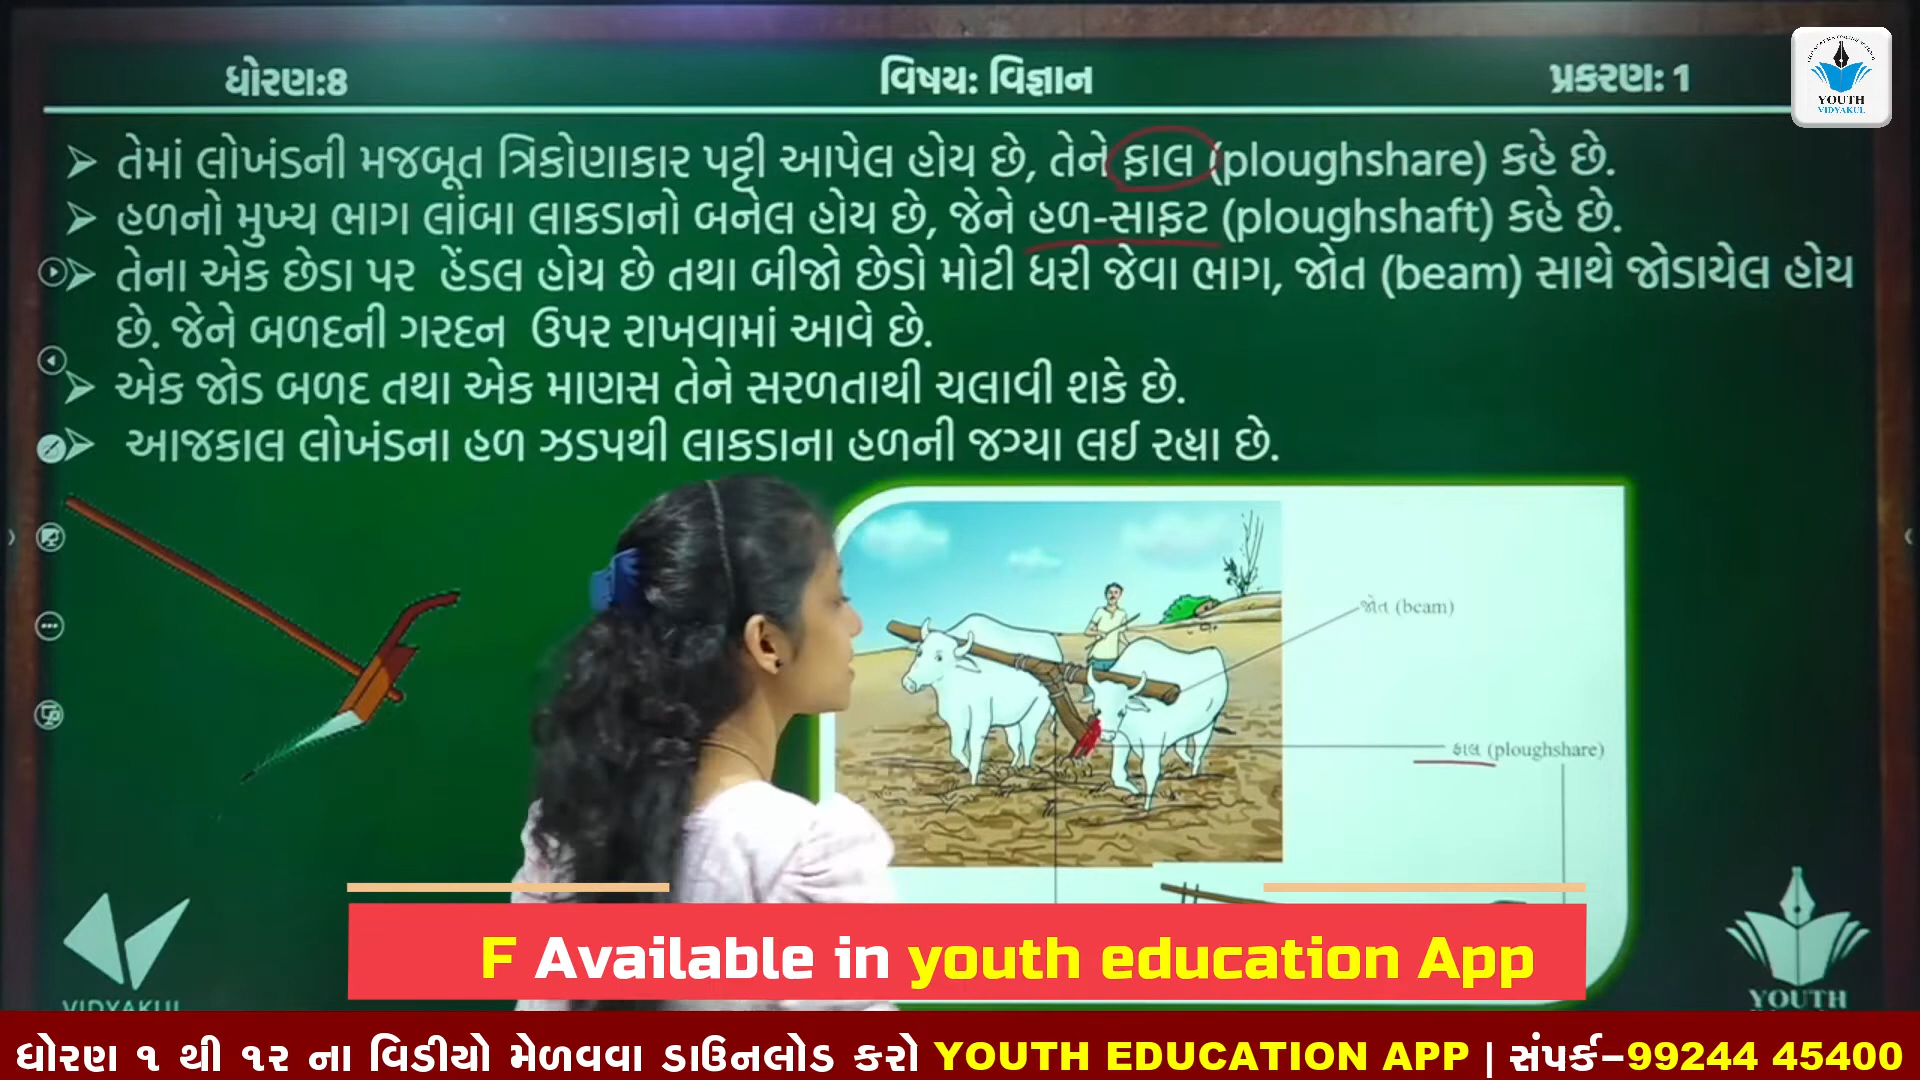 ધોરણ:8
વિષય: વિજ્ઞાન
પ્રકરણ: 1
YOUTH
VIDYAKUL
➢ તેમાં લોખંડની મજબૂત ત્રિકોણાકાર પટ્ટી આપેલ હોય છે, તેને ફાલ (ploughshare) કહે છે.
➢ હળનો મુખ્ય ભાગ લાંબા લાકડાનો બનેલ હોય છે, જેને હળ-સાફટ (ploughshaft) કહે છે.
➢ તેના એક છેડા પર હેંડલ હોય છે તથા બીજો છેડો મોટી ધરી જેવા ભાગ, જોત (beam) સાથે જોડાયેલ હોય
છે. જેને બળદની ગરદન ઉપર રાખવામાં આવે છે.
➢ એક જોડ બળદ તથા એક માણસ તેને સરળતાથી ચલાવી શકે છે.
➢ આજકાલ લોખંડના હળ ઝડપથી લાકડાના હળની જગ્યા લઈ રહ્યા છે.
જોત (beam)
ફાલ (ploughshare)
F Available in youth education App
VIDYAKUL
YOUTH
ધોરણ ૧ થી ૧૨ ના વિડીયો મેળવવા ડાઉનલોડ કરો YOUTH EDUCATION APP | સંપર્ક–99244 45400